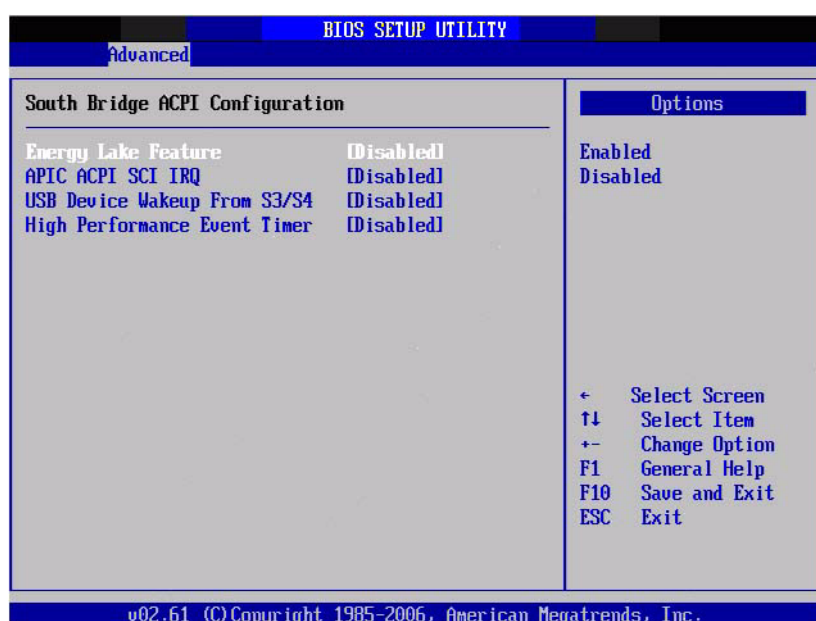 BIOS SETUP UTILITY
Advanced
South Bridge ACPI Configuration
Energy Lake Feature [Disabled]
APIC ACPI SCI IRQ [Disabled]
USB Device Wakeup From S3/S4 [Disabled]
High Performance Event Timer [Disabled]
Options
Enabled
Disabled
← Select Screen
↑↓ Select Item
+- Change Option
F1 General Help
F10 Save and Exit
ESC Exit
v02.61 (C)Copyright 1985-2006, American Megatrends, Inc.